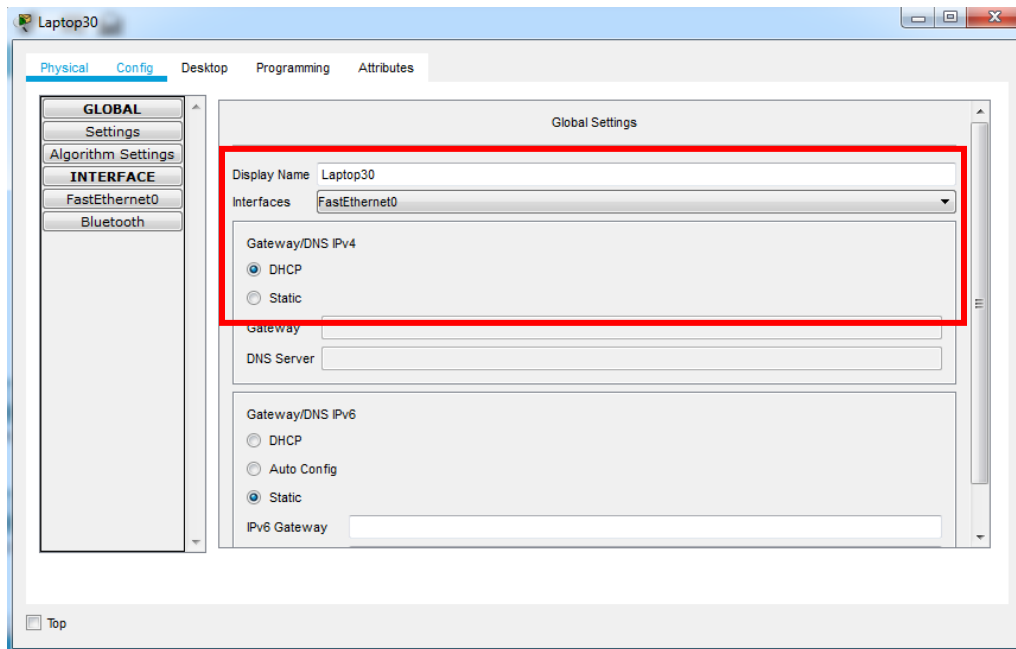 Laptop30
Physical Config Desktop Programming Attributes
GLOBAL
Settings
Algorithm Settings
INTERFACE
FastEthernet0
Bluetooth
Global Settings
Display Name Laptop30
Interfaces FastEthernet0
Gateway/DNS IPv4
DHCP
Static
Gateway
DNS Server
Gateway/DNS IPv6
DHCP
Auto Config
Static
IPv6 Gateway
Top